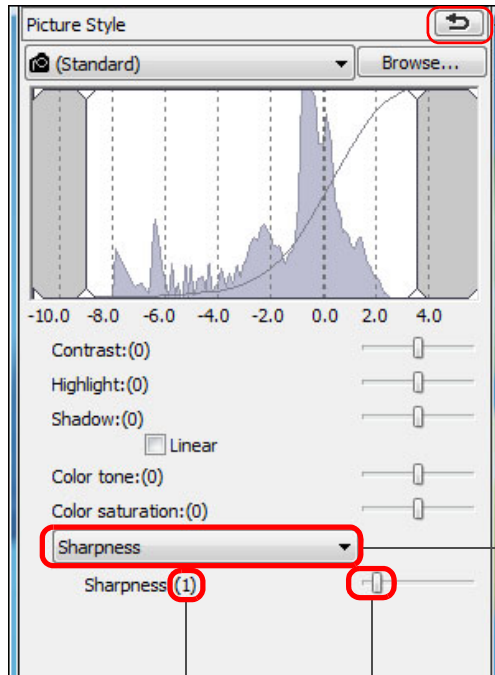 Picture Style
(Standard) Browse...
-10.0 -8.0 -6.0 -4.0 -2.0 0.0 2.0 4.0
Contrast:(0)
Highlight:(0)
Shadow:(0)
Linear
Color tone:(0)
Color saturation:(0)
Sharpness
Sharpness:(1)